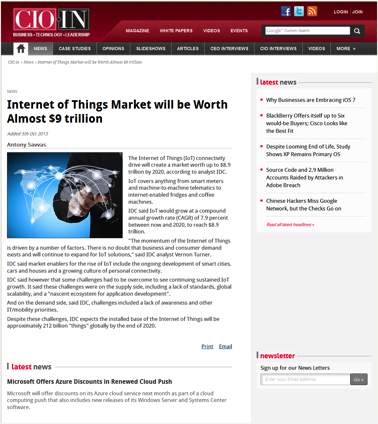 CIO IN
BUSINESS • TECHNOLOGY • LEADERSHIP
LOGIN JOIN
MAGAZINE WHITE PAPERS VIDEOS EVENTS
Google™ Custom Search
NEWS CASE STUDIES OPINIONS SLIDESHOWS ARTICLES CEO INTERVIEWS CIO INTERVIEWS VIDEOS MORE
CIO.in » News » Internet of Things Market will be Worth Almost $9 trillion
NEWS
Internet of Things Market will be Worth
Almost $9 trillion
Added 5th Oct 2013
Antony Savvas
The Internet of Things (IoT) connectivity
drive will create a market worth up to $8.9
trillion by 2020, according to analyst IDC.
IoT covers anything from smart meters
and machine-to-machine telematics to
internet-enabled fridges and coffee
machines.
IDC said IoT would grow at a compound
annual growth rate (CAGR) of 7.9 percent
between now and 2020, to reach $8.9
trillion.
"The momentum of the Internet of Things
is driven by a number of factors. There is no doubt that business and consumer demand
exists and will continue to expand for IoT solutions," said IDC analyst Vernon Turner.
IDC said market enablers for the rise of IoT include the ongoing development of smart cities,
cars and houses and a growing culture of personal connectivity.
IDC said however that some challenges had to be overcome to see continuing sustained IoT
growth. It said these challenges were on the supply side, including a lack of standards, global
scalability, and a "nascent ecosystem for application development".
And on the demand side, said IDC, challenges included a lack of awareness and other
IT/mobility priorities.
Despite these challenges, IDC expects the installed base of the Internet of Things will be
approximately 212 billion "things" globally by the end of 2020.
Print Email
latest news
Microsoft Offers Azure Discounts in Renewed Cloud Push
Microsoft will offer discounts on its Azure cloud service next month as part of a cloud
computing push that also includes new releases of its Windows Server and Systems Center
software.
latest news
Why Businesses are Embracing iOS 7
BlackBerry Offers itself up to Six
would-be Buyers; Cisco Looks like
the Best Fit
Despite Looming End of Life, Study
Shows XP Remains Primary OS
Source Code and 2.9 Million
Accounts Raided by Attackers in
Adobe Breach
Chinese Hackers Miss Google
Network, but the Checks Go on
Read all latest headlines »
newsletter
Sign up for our News Letters
Enter your Email address
Go »